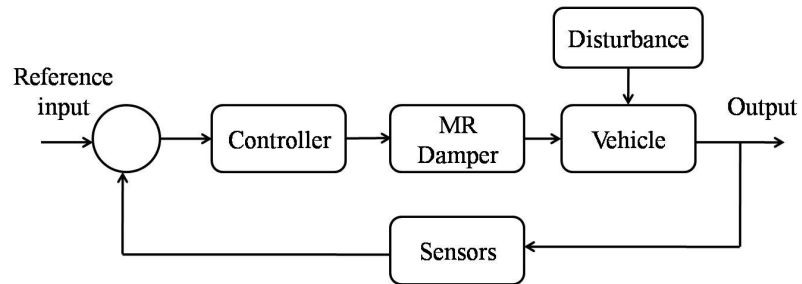 Disturbance
Reference
input
Controller
MR
Damper
Vehicle
Output
Sensors